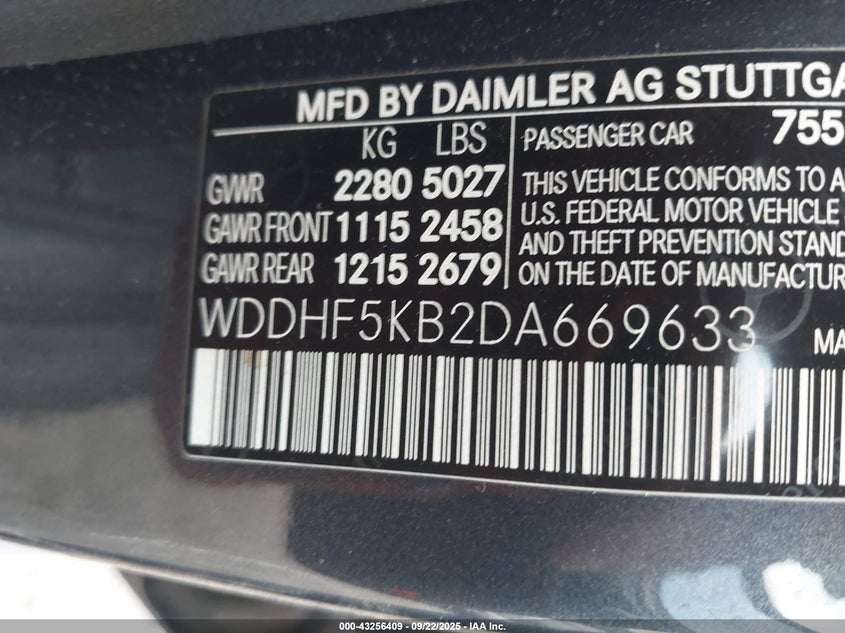 MFD BY DAIMLER AG STUTTGA
KG LBS
GVWR 2280 5027
GAWR FRONT 1115 2458
GAWR REAR 1215 2679
PASSENGER CAR 755
THIS VEHICLE CONFORMS TO A
U.S. FEDERAL MOTOR VEHICLE
AND THEFT PREVENTION STAND
ON THE DATE OF MANUFACTUR
WDDHF5KB2DA669633 MA
000-43256409 - 09/22/2025 - IAA Inc.